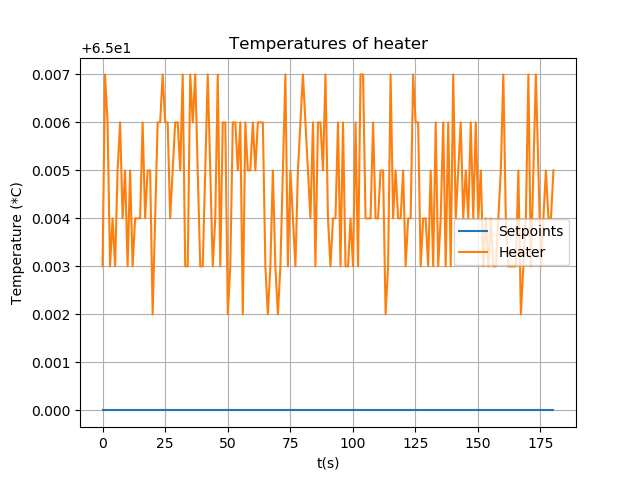 Temperatures of heater
+6.5e1
0.007
0.006
0.005
0.004
0.003
0.002
0.001
0.000
Temperature (*C)
Setpoints
Heater
0 25 50 75 100 125 150 175
t(s)